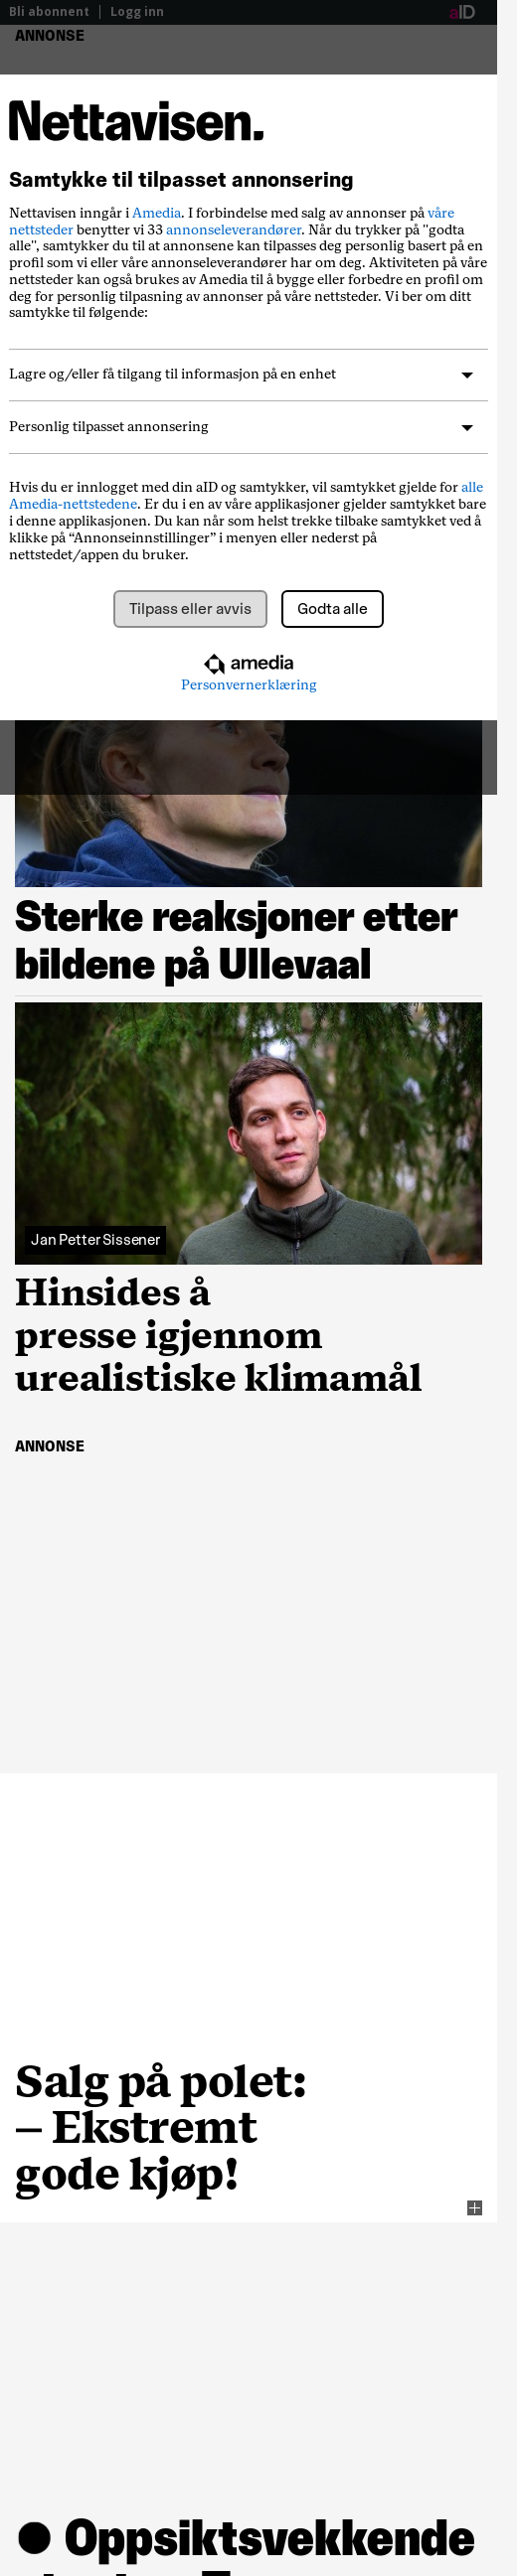 Bli abonnent | Logg inn aID
ANNONSE
Nettavisen.
Samtykke til tilpasset annonsering
Nettavisen inngår i Amedia. I forbindelse med salg av annonser på våre
nettsteder benytter vi 33 annonseleverandører. Når du trykker på "godta
alle", samtykker du til at annonsene kan tilpasses deg personlig basert på en
profil som vi eller våre annonseleverandører har om deg. Aktiviteten på våre
nettsteder kan også brukes av Amedia til å bygge eller forbedre en profil om
deg for personlig tilpasning av annonser på våre nettsteder. Vi ber om ditt
samtykke til følgende:
Lagre og/eller få tilgang til informasjon på en enhet
Personlig tilpasset annonsering
Hvis du er innlogget med din aID og samtykker, vil samtykket gjelde for alle
Amedia-nettstedene. Er du i en av våre applikasjoner gjelder samtykket bare
i denne applikasjonen. Du kan når som helst trekke tilbake samtykket ved å
klikke på “Annonseinnstillinger” i menyen eller nederst på
nettstedet/appen du bruker.
Tilpass eller avvis Godta alle
amedia
Personvernerklæring
Sterke reaksjoner etter
bildene på Ullevaal
Jan Petter Sissener
Hinsides å
presse igjennom
urealistiske klimamål
ANNONSE
Salg på polet:
– Ekstremt
gode kjøp!
● Oppsiktsvekkende